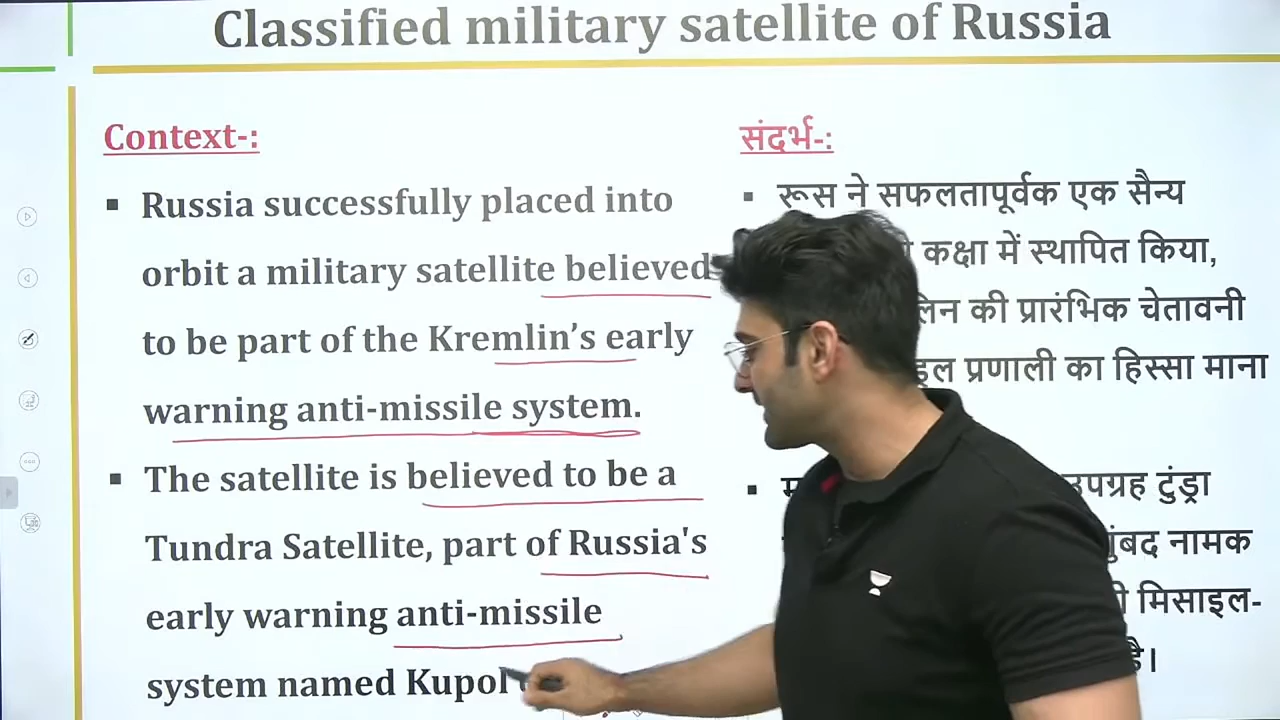 Classified military satellite of Russia
Context-:
▪ Russia successfully placed into
orbit a military satellite believed
to be part of the Kremlin’s early
warning anti-missile system.
▪ The satellite is believed to be a
Tundra Satellite, part of Russia's
early warning anti-missile
system named Kupol
संदर्भ-:
▪ रूस ने सफलतापूर्वक एक सैन्य
कक्षा में स्थापित किया,
की प्रारंभिक चेतावनी
प्रणाली का हिस्सा माना
▪
उपग्रह टुंड्रा
नामक
मिसाइल-
है।